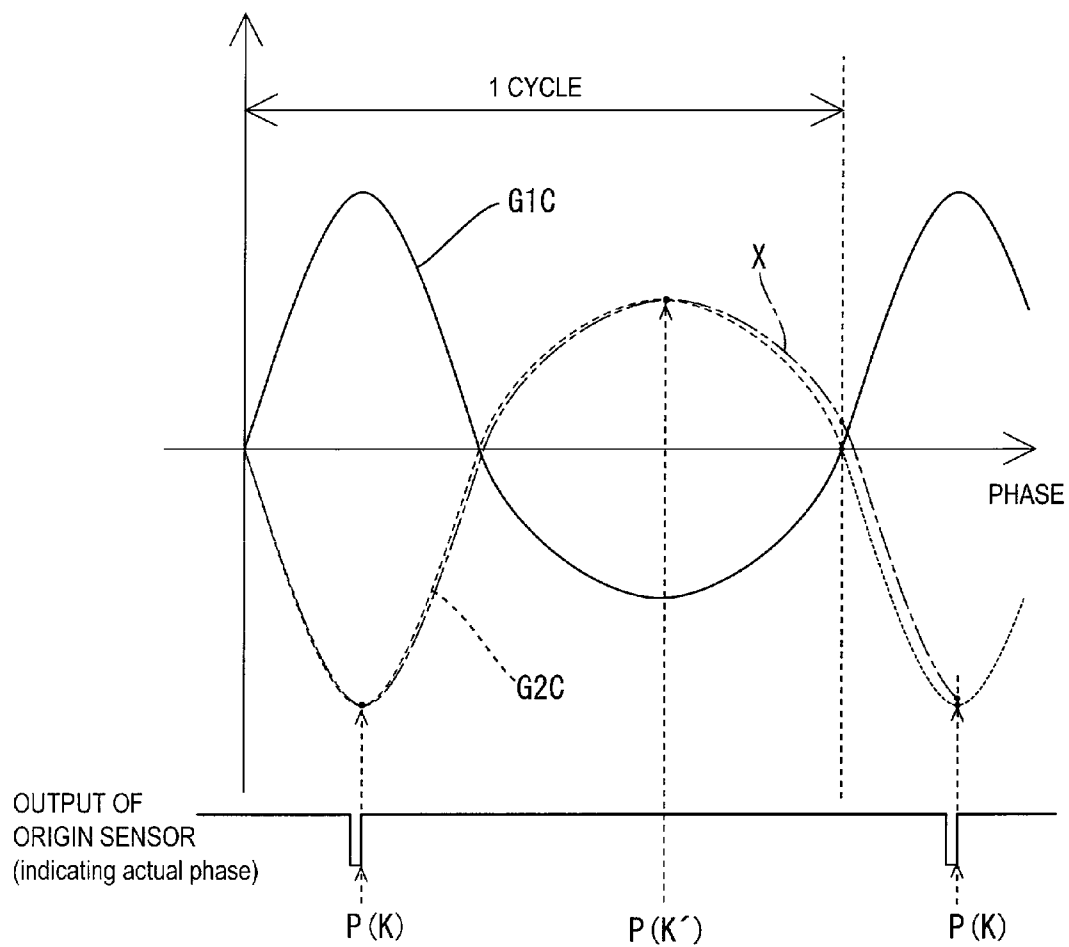 1 CYCLE
G1C
X
PHASE
G2C
OUTPUT OF
ORIGIN SENSOR
(indicating actual phase)
P(K)
P(K´)
P(K)